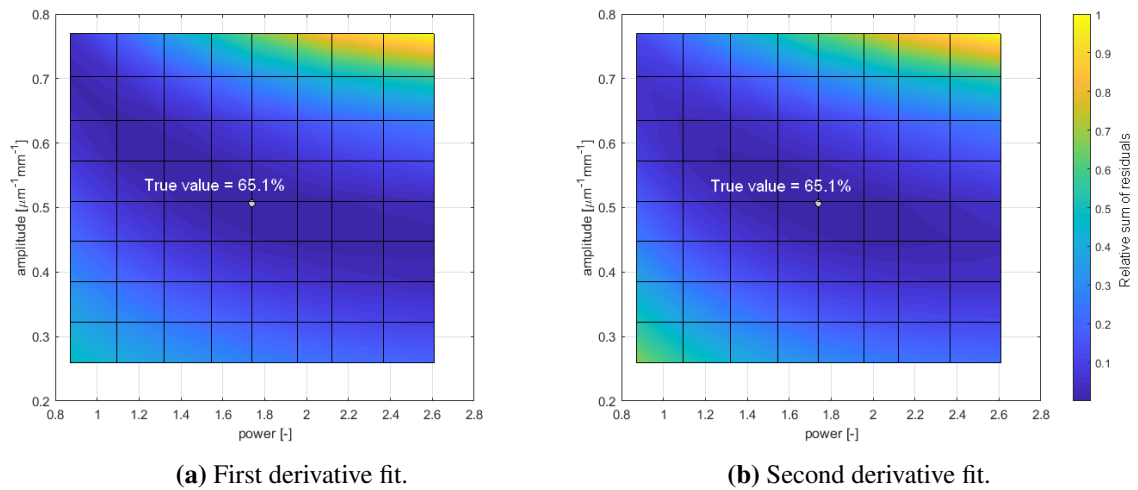 0.8
0.7
0.6
0.5
0.4
0.3
0.2
amplitude [μm⁻¹mm⁻¹]
True value = 65.1%
0.8 1 1.2 1.4 1.6 1.8 2 2.2 2.4 2.6 2.8
power [-]
(a) First derivative fit.
0.8
0.7
0.6
0.5
0.4
0.3
0.2
amplitude [μm⁻¹mm⁻¹]
True value = 65.1%
0.8 1 1.2 1.4 1.6 1.8 2 2.2 2.4 2.6 2.8
power [-]
(b) Second derivative fit.
1
0.9
0.8
0.7
0.6
0.5
0.4
0.3
0.2
0.1
Relative sum of residuals